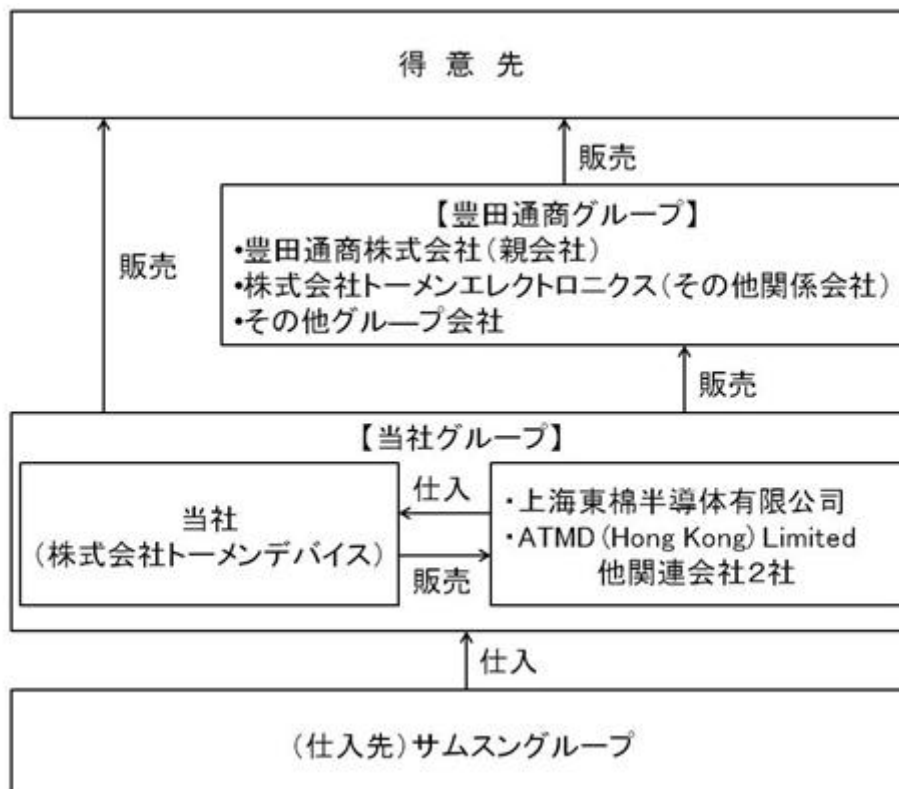 得 意 先
販売
【豊田通商グループ】
•豊田通商株式会社(親会社)
•株式会社トーメンエレクトロニクス(その他関係会社)
•その他グループ会社
販売
販売
【当社グループ】
当社
(株式会社トーメンデバイス)
仕入
販売
・上海東棉半導体有限公司
・ATMD (Hong Kong) Limited
他関連会社2社
仕入
(仕入先)サムスングループ